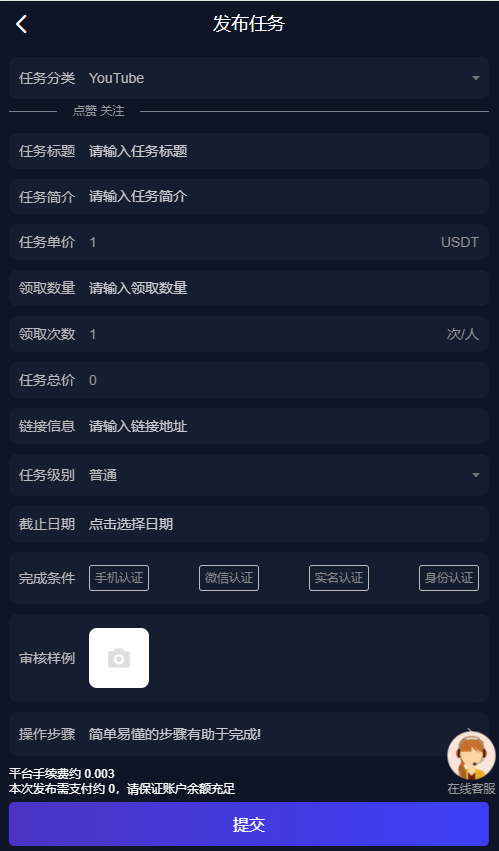 发布任务
任务分类 YouTube
点赞 关注
任务标题 请输入任务标题
任务简介 请输入任务简介
任务单价 1 USDT
领取数量 请输入领取数量
领取次数 1 次/人
任务总价 0
链接信息 请输入链接地址
任务级别 普通
截止日期 点击选择日期
完成条件 手机认证 微信认证 实名认证 身份认证
审核样例
操作步骤 简单易懂的步骤有助于完成!
平台手续费约 0.003
本次发布需支付约 0，请保证账户余额充足
在线客服
提交